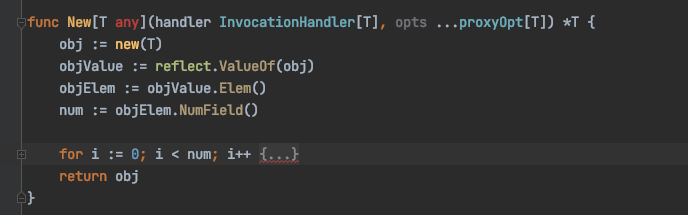 func New[T any](handler InvocationHandler[T], opts ...proxyOpt[T]) *T {
    obj := new(T)
    objValue := reflect.ValueOf(obj)
    objElem := objValue.Elem()
    num := objElem.NumField()

    for i := 0; i < num; i++ {...}
    return obj
}